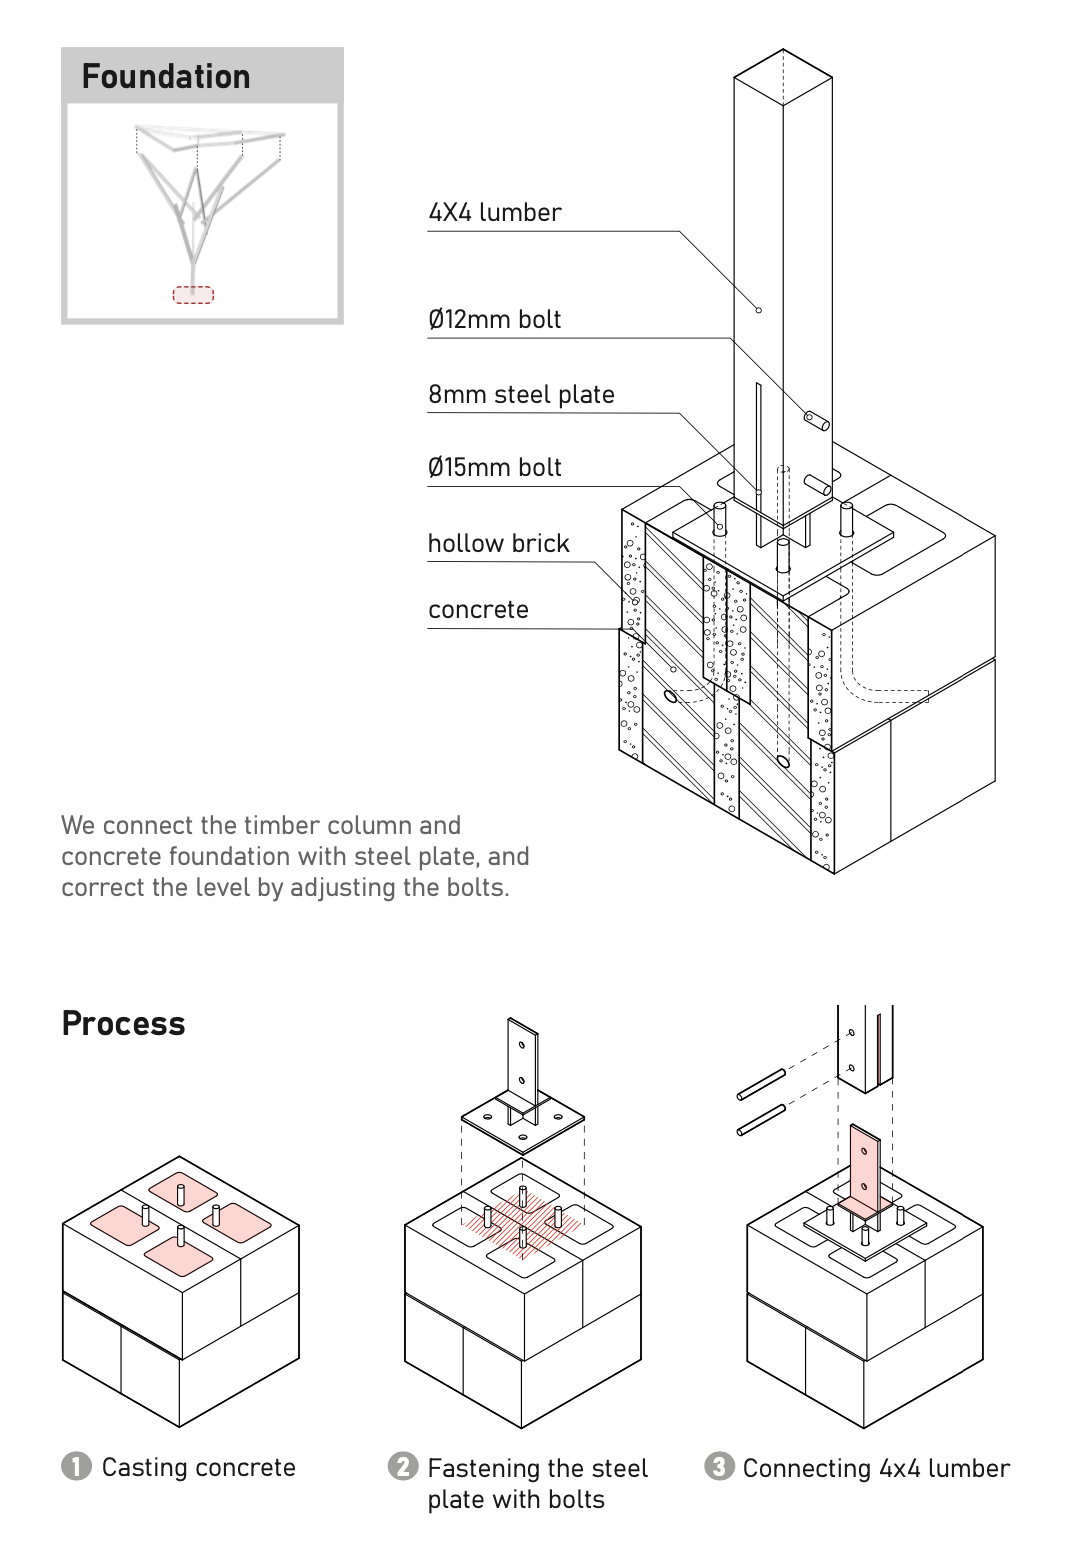 Foundation
4X4 lumber
Ø12mm bolt
8mm steel plate
Ø15mm bolt
hollow brick
concrete
We connect the timber column and
concrete foundation with steel plate, and
correct the level by adjusting the bolts.
Process
1 Casting concrete
2 Fastening the steel
plate with bolts
3 Connecting 4x4 lumber